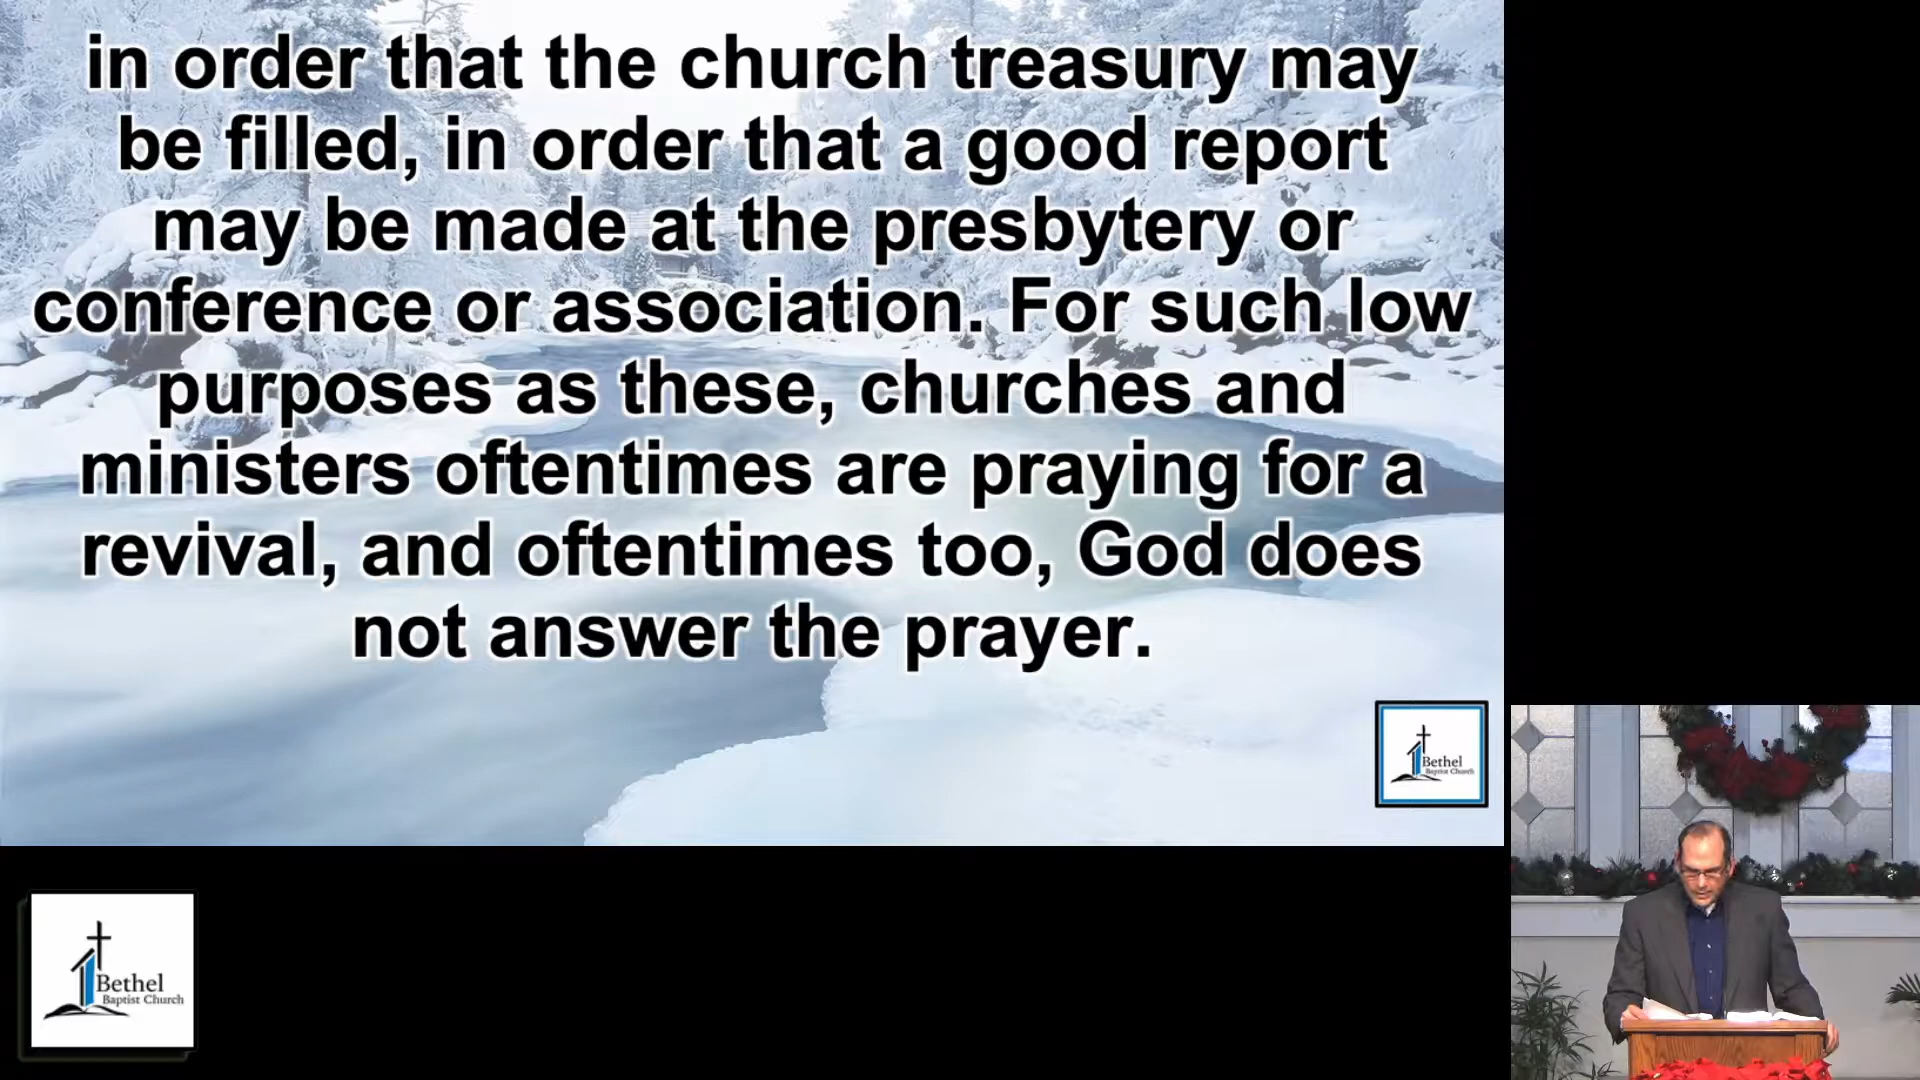 in order that the church treasury may
be filled, in order that a good report
may be made at the presbytery or
conference or association. For such low
purposes as these, churches and
ministers oftentimes are praying for a
revival, and oftentimes too, God does
not answer the prayer.
Bethel
Baptist Church
Bethel
Baptist Church